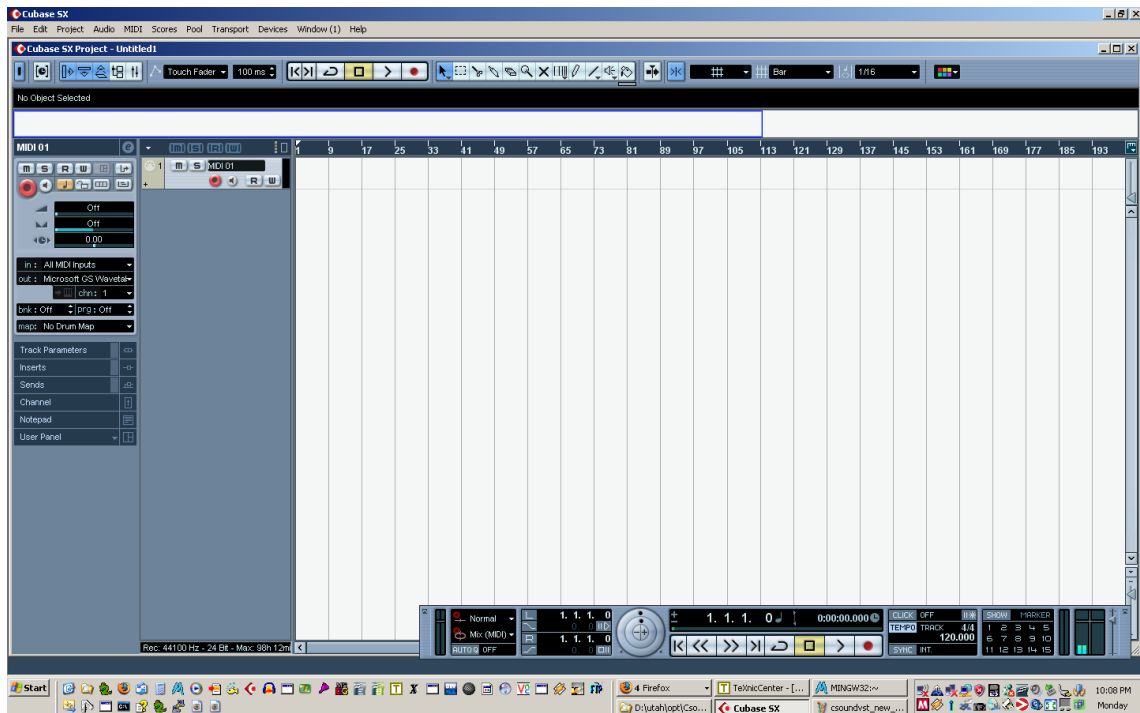 Cubase SX
File Edit Project Audio MIDI Scores Pool Transport Devices Window (1) Help
Cubase SX Project - Untitled1
Touch Fader 100 ms Bar 1/16
No Object Selected
MIDI 01
1 9 17 25 33 41 49 57 65 73 81 89 97 105 113 121 129 137 145 153 161 169 177 185 193
m S R W
1 m S MIDI 01
R W
Off
Off
0.00
in : All MIDI Inputs
out : Microsoft GS Wavetal
chn : 1
bnk : Off prg : Off
map: No Drum Map
Track Parameters
Inserts
Sends
Channel
Notepad
User Panel
Rec: 44100 Hz - 24 Bit - Max: 98h 12mi
Normal
Mix (MIDI)
AUTO Q OFF
L 1. 1. 1. 0
0 0
R 1. 1. 1. 0
0 0
1. 1. 1. 0 0:00:00.000
CLICK OFF
TEMPO TRACK 4/4
120.000
SYNC INT.
SHOW MARKER
1 2 3 4 5
6 7 8 9 10
11 12 13 14 15
Start
4 Firefox
TeXnicCenter - [...
MINGW32:~
10:08 PM
D:\utah\opt\Cso...
Cubase SX
csoundvst_new_...
Monday